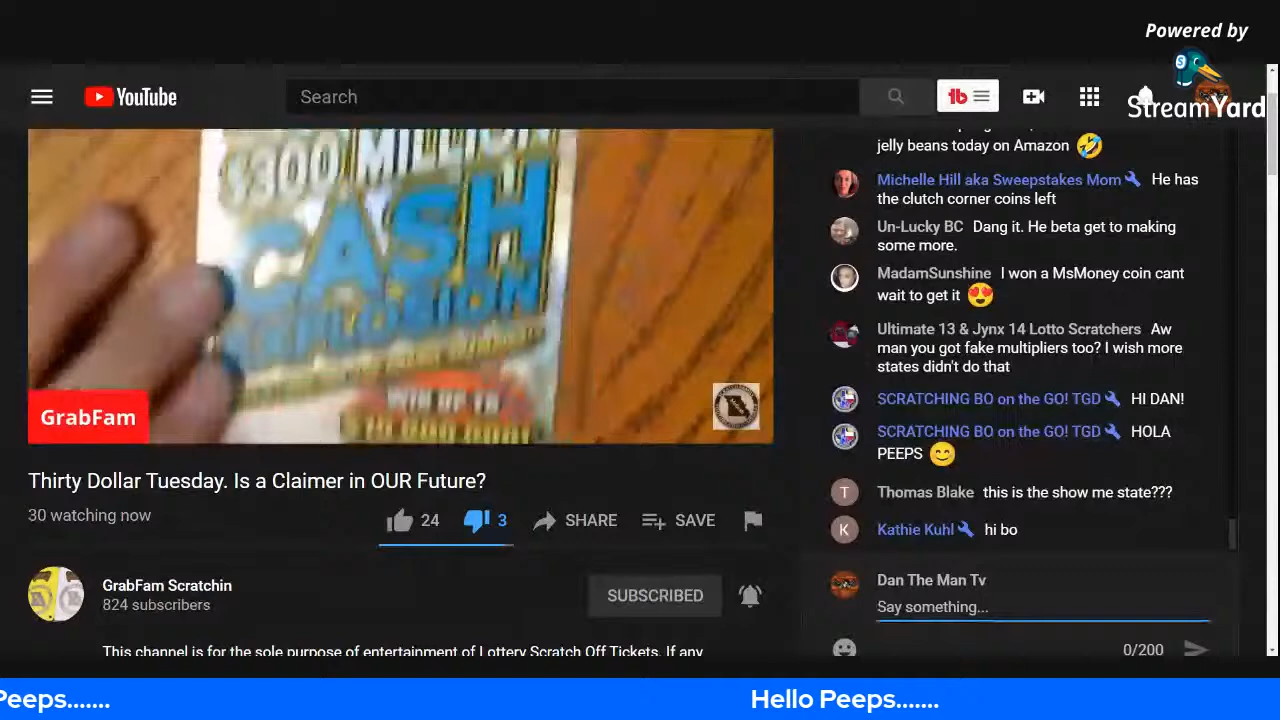 Powered by
StreamYard
YouTube
Search
tb
$300 MILLION
CASH
EXPLOSION
WIN UP TO
GrabFam
Thirty Dollar Tuesday. Is a Claimer in OUR Future?
30 watching now
24
3
SHARE
SAVE
GrabFam Scratchin
824 subscribers
SUBSCRIBED
This channel is for the sole purpose of entertainment of Lottery Scratch Off Tickets. If any
jelly beans today on Amazon 🤣
Michelle Hill aka Sweepstakes Mom He has
the clutch corner coins left
Un-Lucky BC Dang it. He beta get to making
some more.
MadamSunshine I won a MsMoney coin cant
wait to get it 😍
Ultimate 13 & Jynx 14 Lotto Scratchers Aw
man you got fake multipliers too? I wish more
states didn't do that
SCRATCHING BO on the GO! TGD HI DAN!
SCRATCHING BO on the GO! TGD HOLA
PEEPS 😊
T
Thomas Blake this is the show me state???
K
Kathie Kuhl hi bo
Dan The Man Tv
Say something...
0/200
Peeps.......
Hello Peeps.......